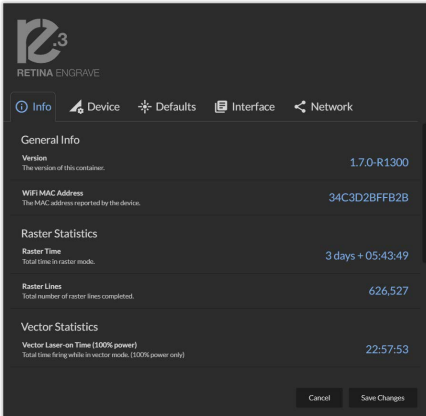 re.3
RETINA ENGRAVE
Info Device Defaults Interface Network
General Info
Version
The version of this container.
1.7.0-R1300
WiFi MAC Address
The MAC address reported by the device.
34C3D2BFFB2B
Raster Statistics
Raster Time
Total time in raster mode.
3 days + 05:43:49
Raster Lines
Total number of raster lines completed.
626,527
Vector Statistics
Vector Laser-on Time (100% power)
Total time firing while in vector mode. (100% power only)
22:57:53
Cancel Save Changes